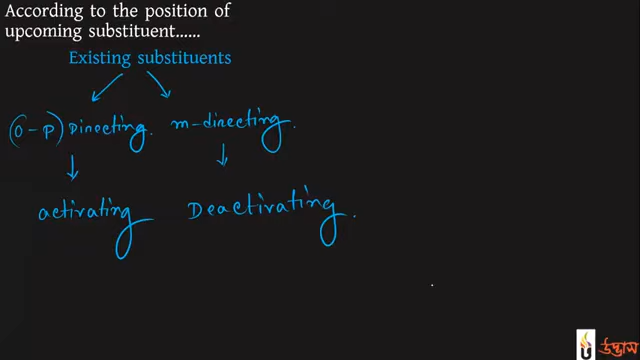 According to the position of
upcoming substituent......
Existing substituents
(o-p) Directing. m-directing.
activating Deactivating.
U উদ্ভাস